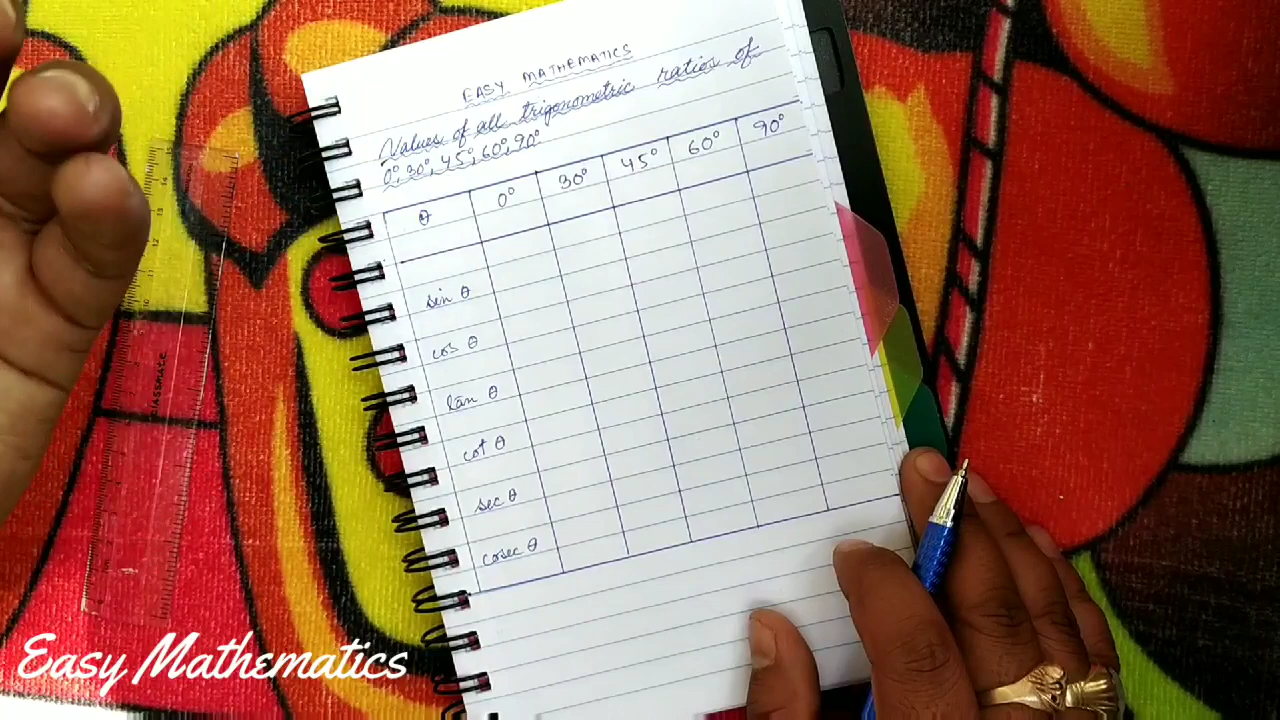 EASY MATHEMATICS
Values of all trigonometric ratios of
0°, 30°, 45°, 60°, 90°
θ 0° 30° 45° 60° 90°
sin θ
cos θ
tan θ
cot θ
sec θ
cosec θ
CLASSMATE
Easy Mathematics